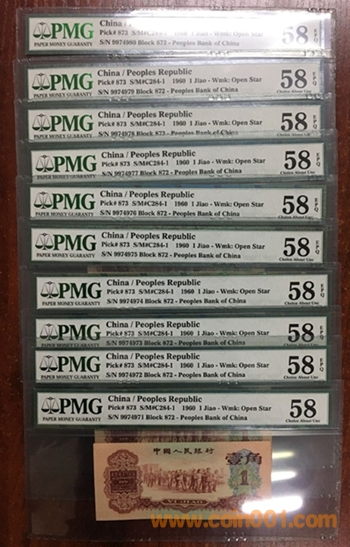 PMG
PAPER MONEY GUARANTY
China / Peoples Republic
Pick# 873 S/M#C284-1 1960 1 Jiao - Wmk: Open Star
S/N 9974980 Block 872 - Peoples Bank of China
58 EPQ
PMG
PAPER MONEY GUARANTY
China / Peoples Republic
Pick# 873 S/M#C284-1 1960 1 Jiao - Wmk: Open Star
S/N 9974979 Block 872 - Peoples Bank of China
58 EPQ
Choice About Unc
PMG
PAPER MONEY GUARANTY
China / Peoples Republic
Pick# 873 S/M#C284-1 1960 1 Jiao - Wmk: Open Star
S/N 9974978 Block 872 - Peoples Bank of China
58 EPQ
Choice About Unc
PMG
PAPER MONEY GUARANTY
China / Peoples Republic
Pick# 873 S/M#C284-1 1960 1 Jiao - Wmk: Open Star
S/N 9974977 Block 872 - Peoples Bank of China
58 EPQ
Choice About Unc
PMG
PAPER MONEY GUARANTY
China / Peoples Republic
Pick# 873 S/M#C284-1 1960 1 Jiao - Wmk: Open Star
S/N 9974976 Block 872 - Peoples Bank of China
58 EPQ
Choice About Unc
PMG
PAPER MONEY GUARANTY
China / Peoples Republic
Pick# 873 S/M#C284-1 1960 1 Jiao - Wmk: Open Star
S/N 9974975 Block 872 - Peoples Bank of China
58 EPQ
Choice About Unc
PMG
PAPER MONEY GUARANTY
China / Peoples Republic
Pick# 873 S/M#C284-1 1960 1 Jiao - Wmk: Open Star
S/N 9974974 Block 872 - Peoples Bank of China
58 EPQ
Choice About Unc
PMG
PAPER MONEY GUARANTY
China / Peoples Republic
Pick# 873 S/M#C284-1 1960 1 Jiao - Wmk: Open Star
S/N 9974973 Block 872 - Peoples Bank of China
58 EPQ
Choice About Unc
PMG
PAPER MONEY GUARANTY
China / Peoples Republic
Pick# 873 S/M#C284-1 1960 1 Jiao - Wmk: Open Star
S/N 9974972 Block 872 - Peoples Bank of China
58 EPQ
Choice About Unc
PMG
PAPER MONEY GUARANTY
China / Peoples Republic
Pick# 873 S/M#C284-1 1960 1 Jiao - Wmk: Open Star
S/N 9974971 Block 872 - Peoples Bank of China
58
Choice About Unc
中國人民銀行
1
YI JIAO
www.coin001.com